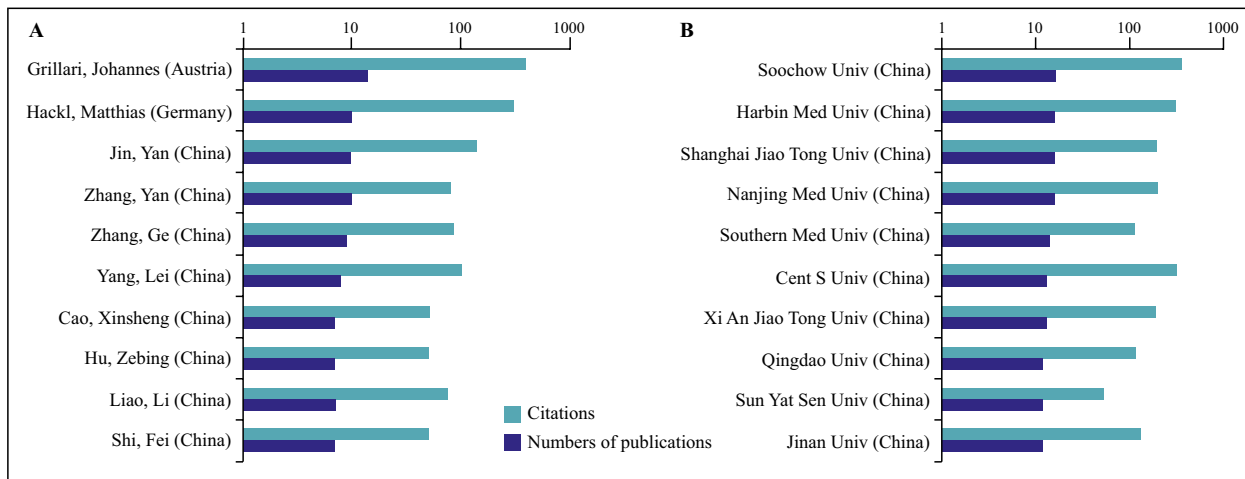 A
1
10
100
1000
Grillari, Johannes (Austria)
Hackl, Matthias (Germany)
Jin, Yan (China)
Zhang, Yan (China)
Zhang, Ge (China)
Yang, Lei (China)
Cao, Xinsheng (China)
Hu, Zebing (China)
Liao, Li (China)
Shi, Fei (China)
Citations
Numbers of publications
B
1
10
100
1000
Soochow Univ (China)
Harbin Med Univ (China)
Shanghai Jiao Tong Univ (China)
Nanjing Med Univ (China)
Southern Med Univ (China)
Cent S Univ (China)
Xi An Jiao Tong Univ (China)
Qingdao Univ (China)
Sun Yat Sen Univ (China)
Jinan Univ (China)